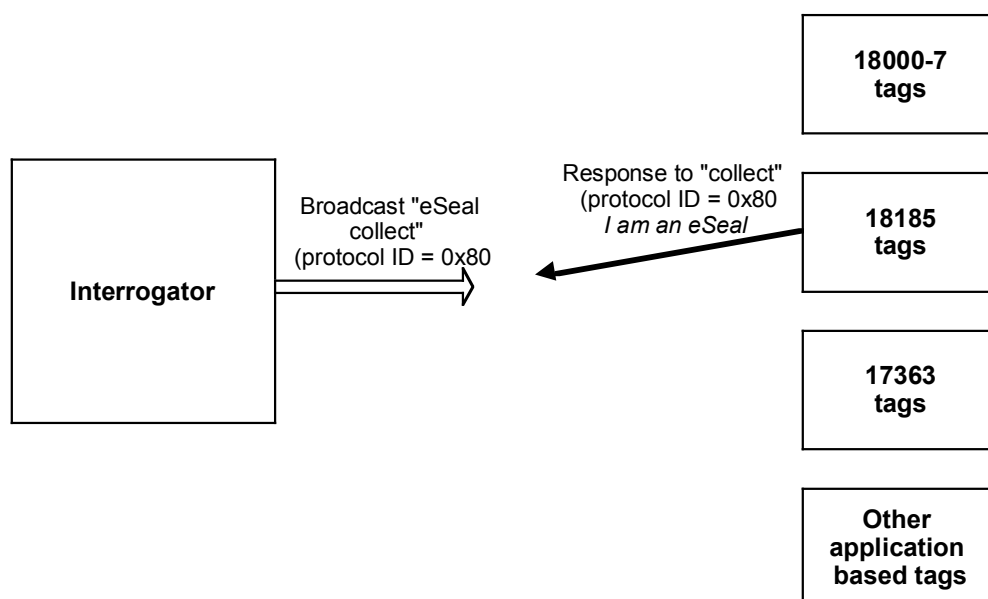 Interrogator
Broadcast "eSeal
collect"
(protocol ID = 0x80
Response to "collect"
(protocol ID = 0x80
I am an eSeal
18000-7
tags
18185
tags
17363
tags
Other
application
based tags